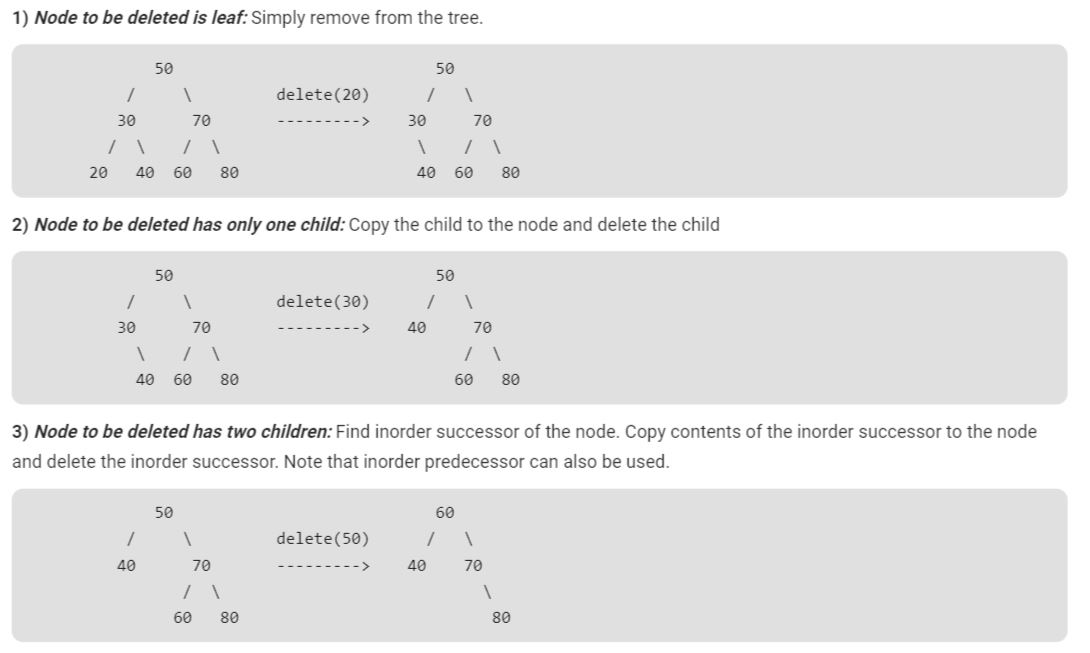 1) Node to be deleted is leaf: Simply remove from the tree.
50 50
/ \ delete(20) / \
30 70 ---------> 30 70
/ \ / \ \ / \
20 40 60 80 40 60 80
2) Node to be deleted has only one child: Copy the child to the node and delete the child
50 50
/ \ delete(30) / \
30 70 ---------> 40 70
\ / \ / \
40 60 80 60 80
3) Node to be deleted has two children: Find inorder successor of the node. Copy contents of the inorder successor to the node
and delete the inorder successor. Note that inorder predecessor can also be used.
50 60
/ \ delete(50) / \
40 70 ---------> 40 70
/ \ \
60 80 80